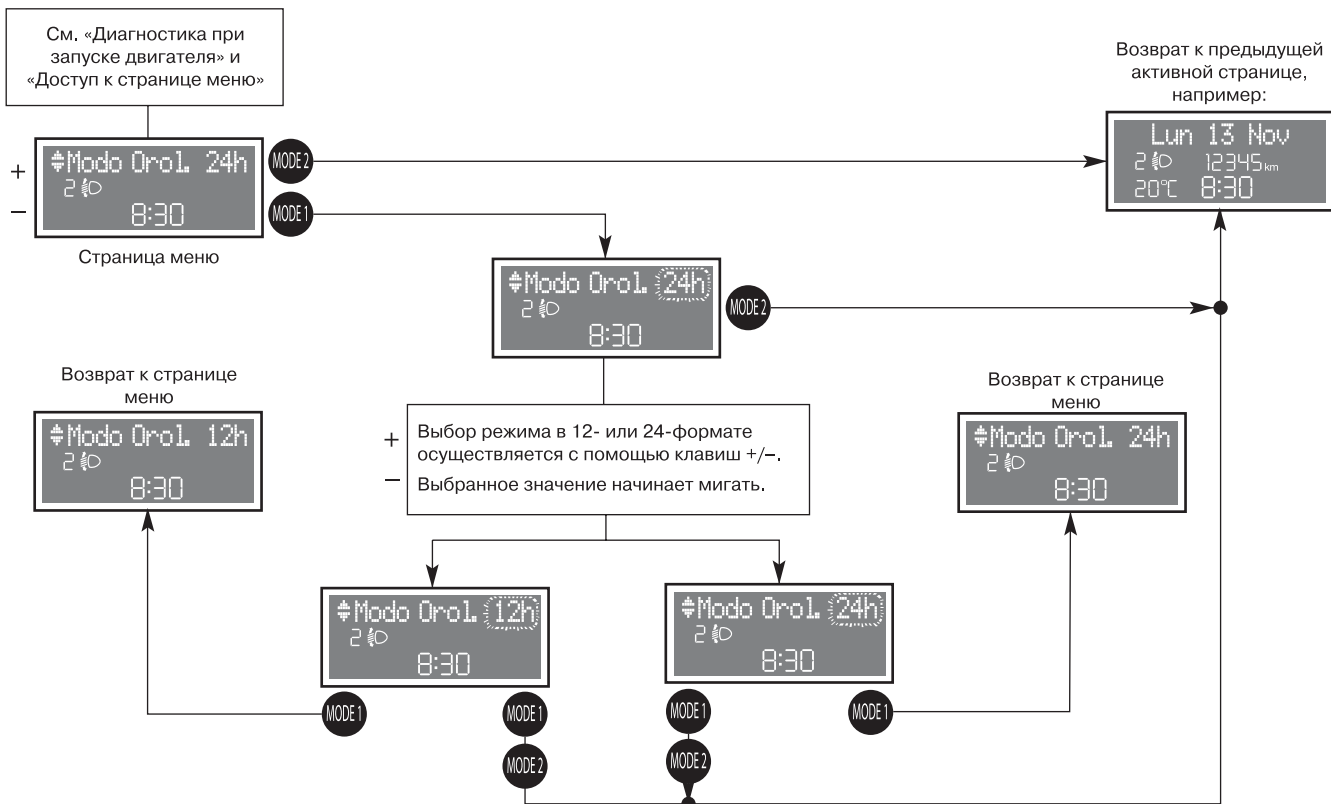 См. «Диагностика при
запуске двигателя» и
«Доступ к странице меню»
Возврат к предыдущей
активной странице,
например:
+
−
Modo Orol. 24h
2
8:30
MODE 2
MODE 1
Страница меню
Lun 13 Nov
2 12345 km
20°C 8:30
Modo Orol. 24h
2
8:30
MODE 2
Возврат к странице
меню
Modo Orol. 12h
2
8:30
+
−
Выбор режима в 12- или 24-формате
осуществляется с помощью клавиш +/−.
Выбранное значение начинает мигать.
Возврат к странице
меню
Modo Orol. 24h
2
8:30
Modo Orol. 12h
2
8:30
MODE 1
MODE 1
MODE 2
Modo Orol. 24h
2
8:30
MODE 1
MODE 2
MODE 1